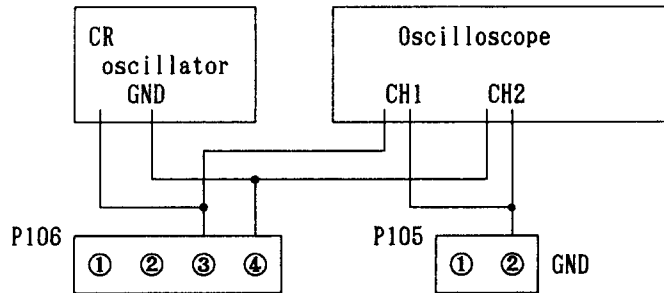 CR
oscillator
GND
Oscilloscope
CH1 CH2
P106
① ② ③ ④
P105
① ② GND